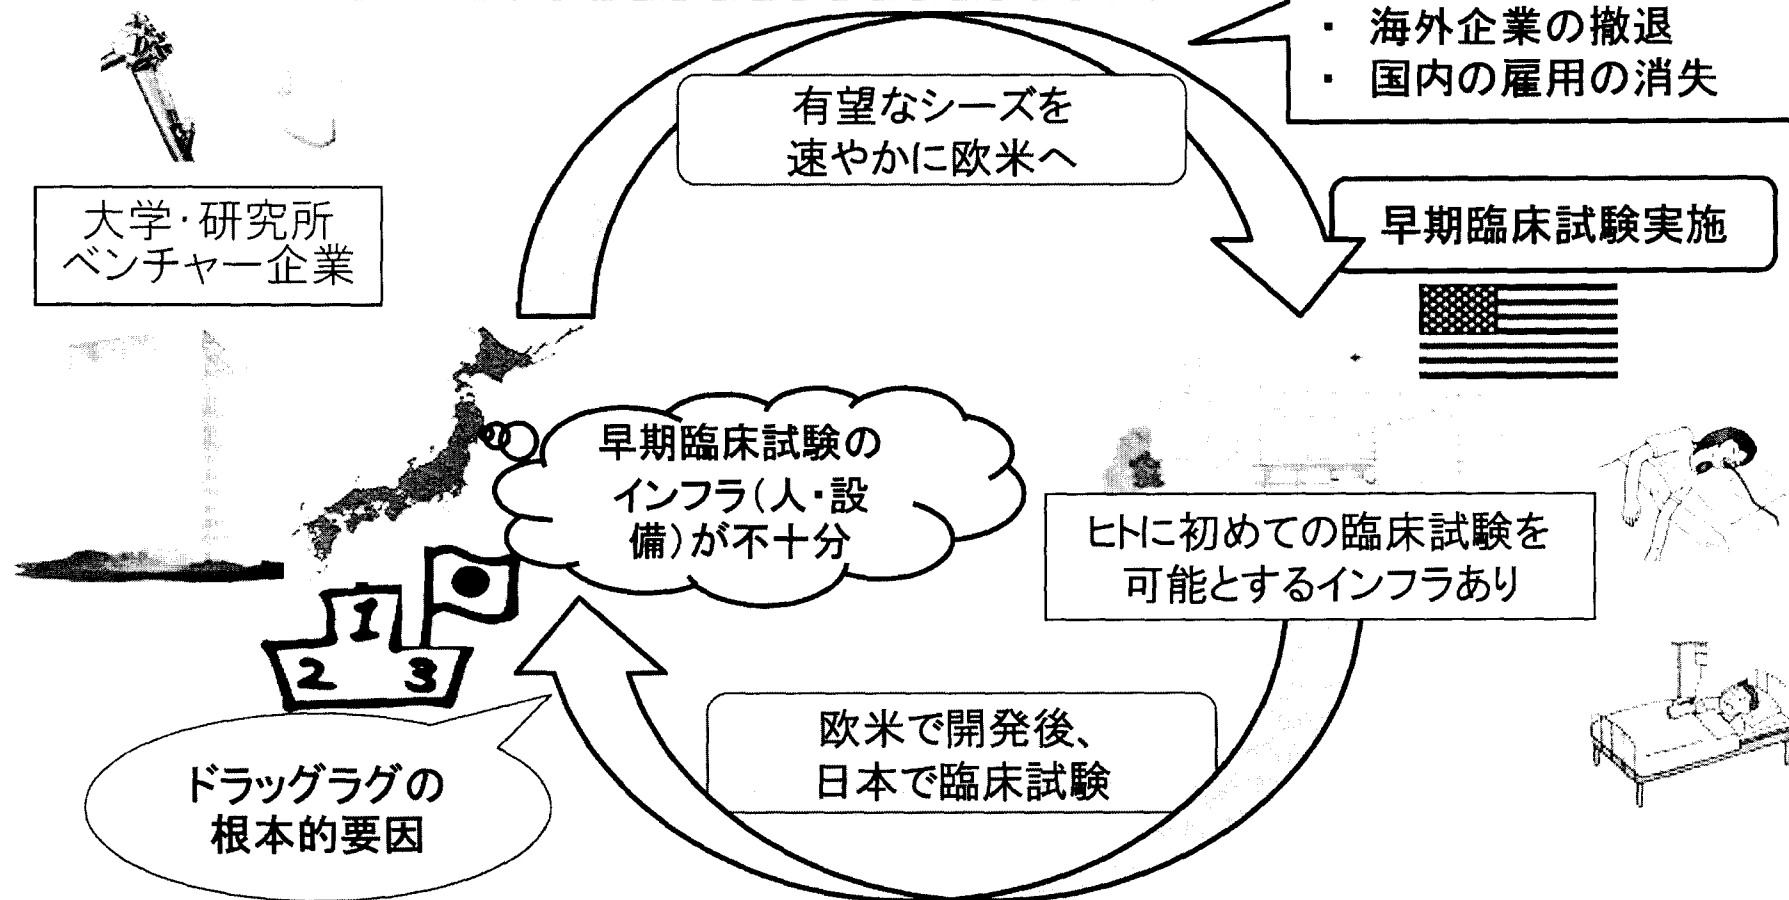 ・ 海外企業の撤退
・ 国内の雇用の消失
有望なシーズを
速やかに欧米へ
大学・研究所
ベンチャー企業
早期臨床試験実施
早期臨床試験の
インフラ(人・設
備)が不十分
ヒトに初めての臨床試験を
可能とするインフラあり
1
2 3
欧米で開発後、
日本で臨床試験
ドラッグラグの
根本的要因